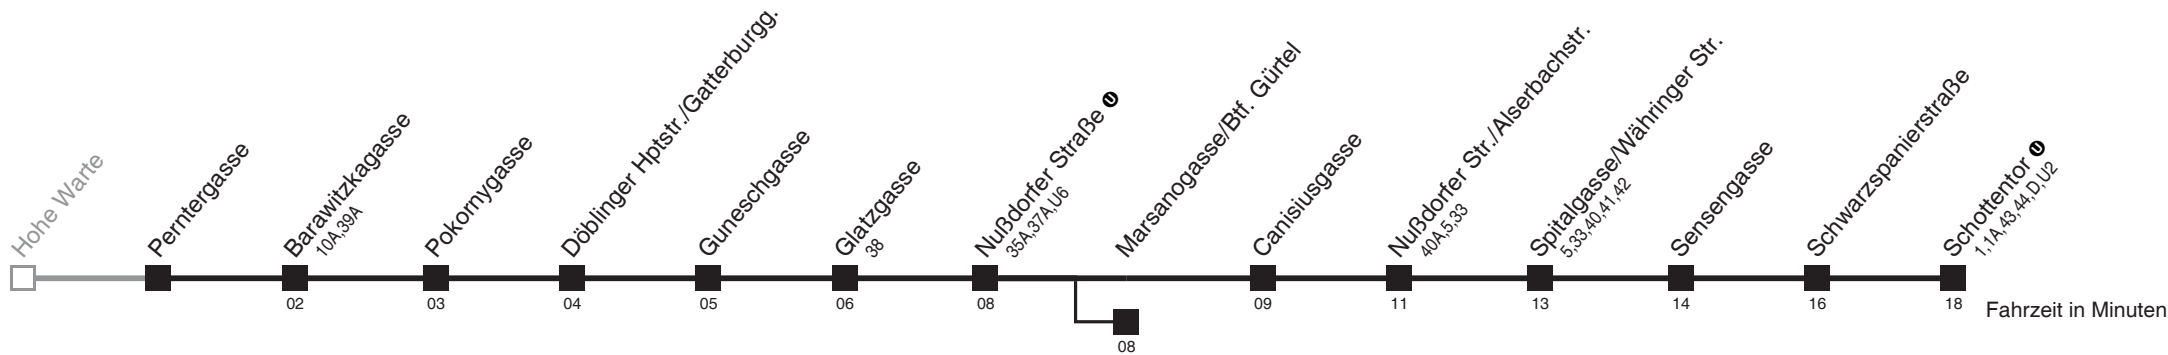 Hohe Warte
Perntergasse
Barawitzkagasse
10A,39A
Pokornygasse
Döblinger Hptstr./Gatterburgg.
Guneschgasse
Glatzgasse
38
Nußdorfer Straße U
35A,37A,U6
Marsanogasse/Btf. Gürtel
Canisiusgasse
Nußdorfer Str./Alserbachstr.
40A,5,33
Spitalgasse/Währinger Str.
5,33,40,41,42
Sensengasse
Schwarzspanierstraße
Schottentor U
1,1A,43,44,D,U2
02 03 04 05 06 08 09 11 13 14 16 18 Fahrzeit in Minuten
08